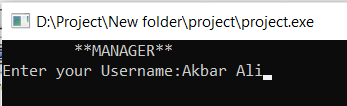 D:\Project\New folder\project\project.exe
**MANAGER**
Enter your Username:Akbar Ali